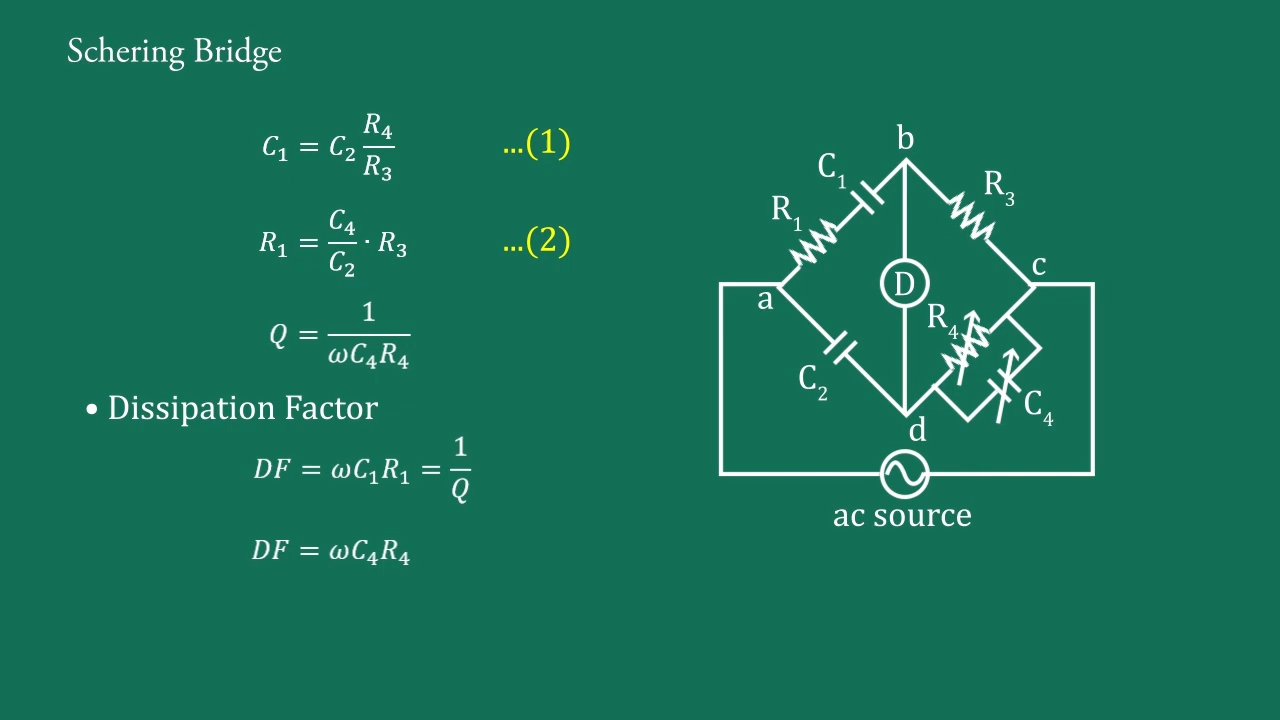 Schering Bridge
C₁ = C₂ R₄/R₃ ...(1)
R₁ = C₄/C₂ · R₃ ...(2)
Q = 1/ωC₄R₄
• Dissipation Factor
DF = ωC₁R₁ = 1/Q
DF = ωC₄R₄
b
C₁
R₃
R₁
c
a
D
R₄
C₂
C₄
d
ac source